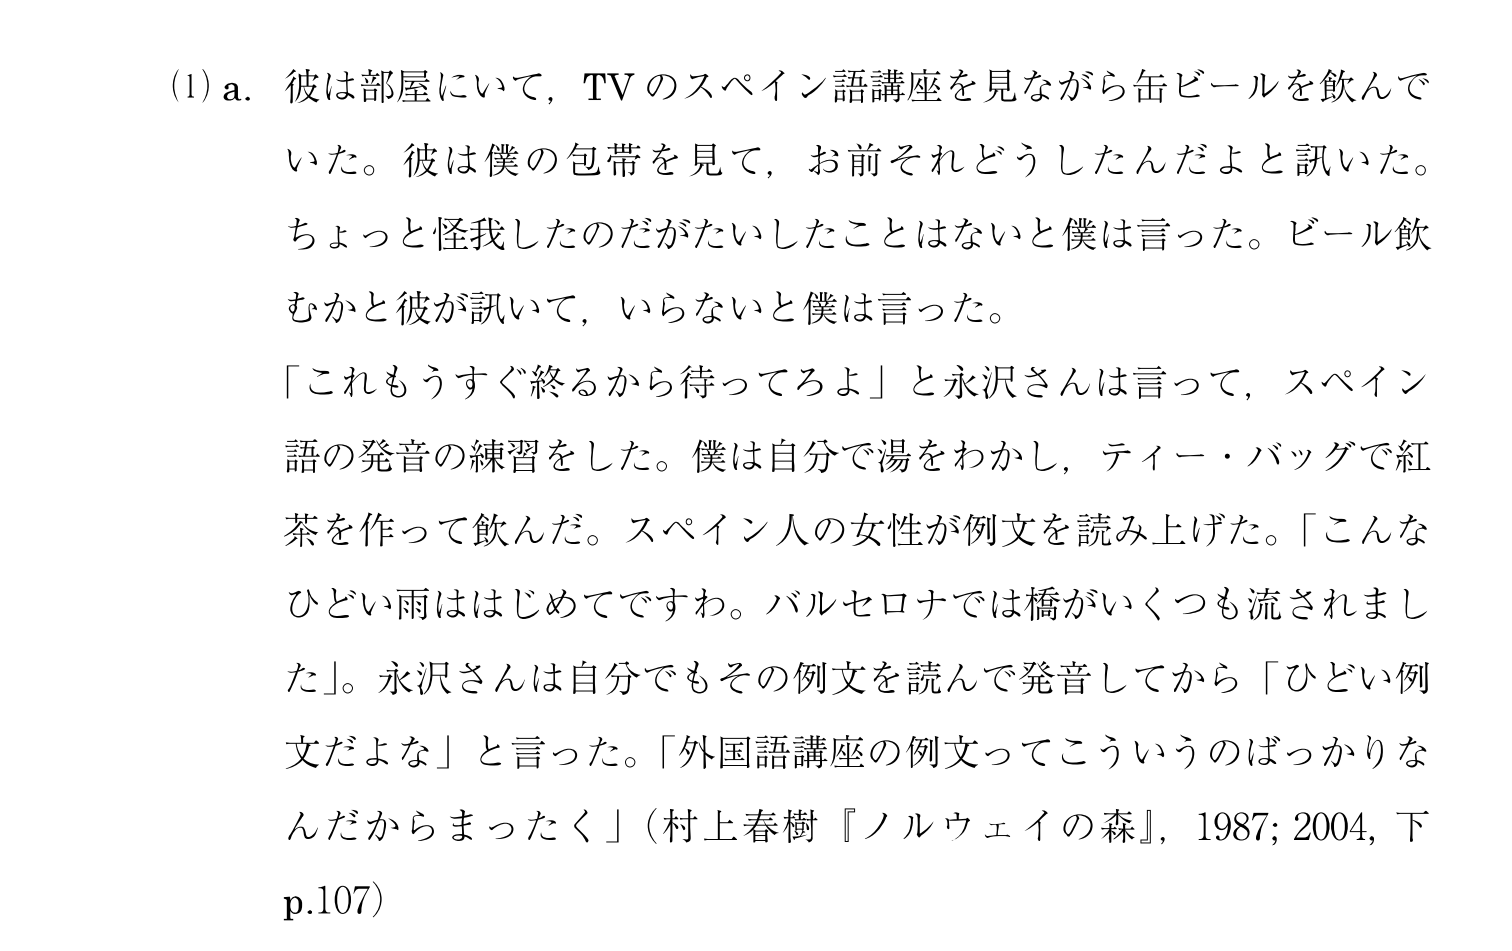 (1) a. 彼は部屋にいて，TVのスペイン語講座を見ながら缶ビールを飲んで
いた。彼は僕の包帯を見て，お前それどうしたんだよと訊いた。
ちょっと怪我したのだがたいしたことはないと僕は言った。ビール飲
むかと彼が訊いて，いらないと僕は言った。
「これもうすぐ終るから待ってろよ」と永沢さんは言って，スペイン
語の発音の練習をした。僕は自分で湯をわかし，ティー・バッグで紅
茶を作って飲んだ。スペイン人の女性が例文を読み上げた。「こんな
ひどい雨ははじめてですわ。バルセロナでは橋がいくつも流されまし
た」。永沢さんは自分でもその例文を読んで発音してから「ひどい例
文だよな」と言った。「外国語講座の例文ってこういうのばっかりな
んだからまったく」（村上春樹『ノルウェイの森』，1987; 2004, 下
p.107）